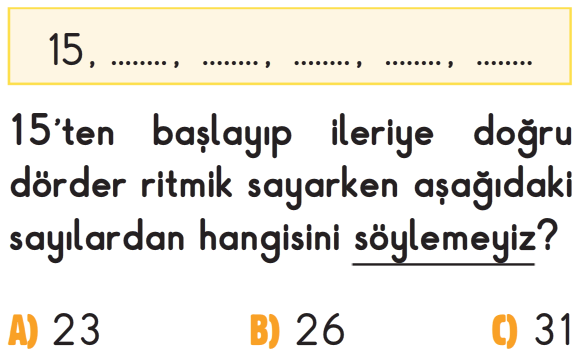 15, ........, ........, ........, ........, ........
15'ten başlayıp ileriye doğru
dörder ritmik sayarken aşağıdaki
sayılardan hangisini söylemeyiz?
A) 23 B) 26 C) 31